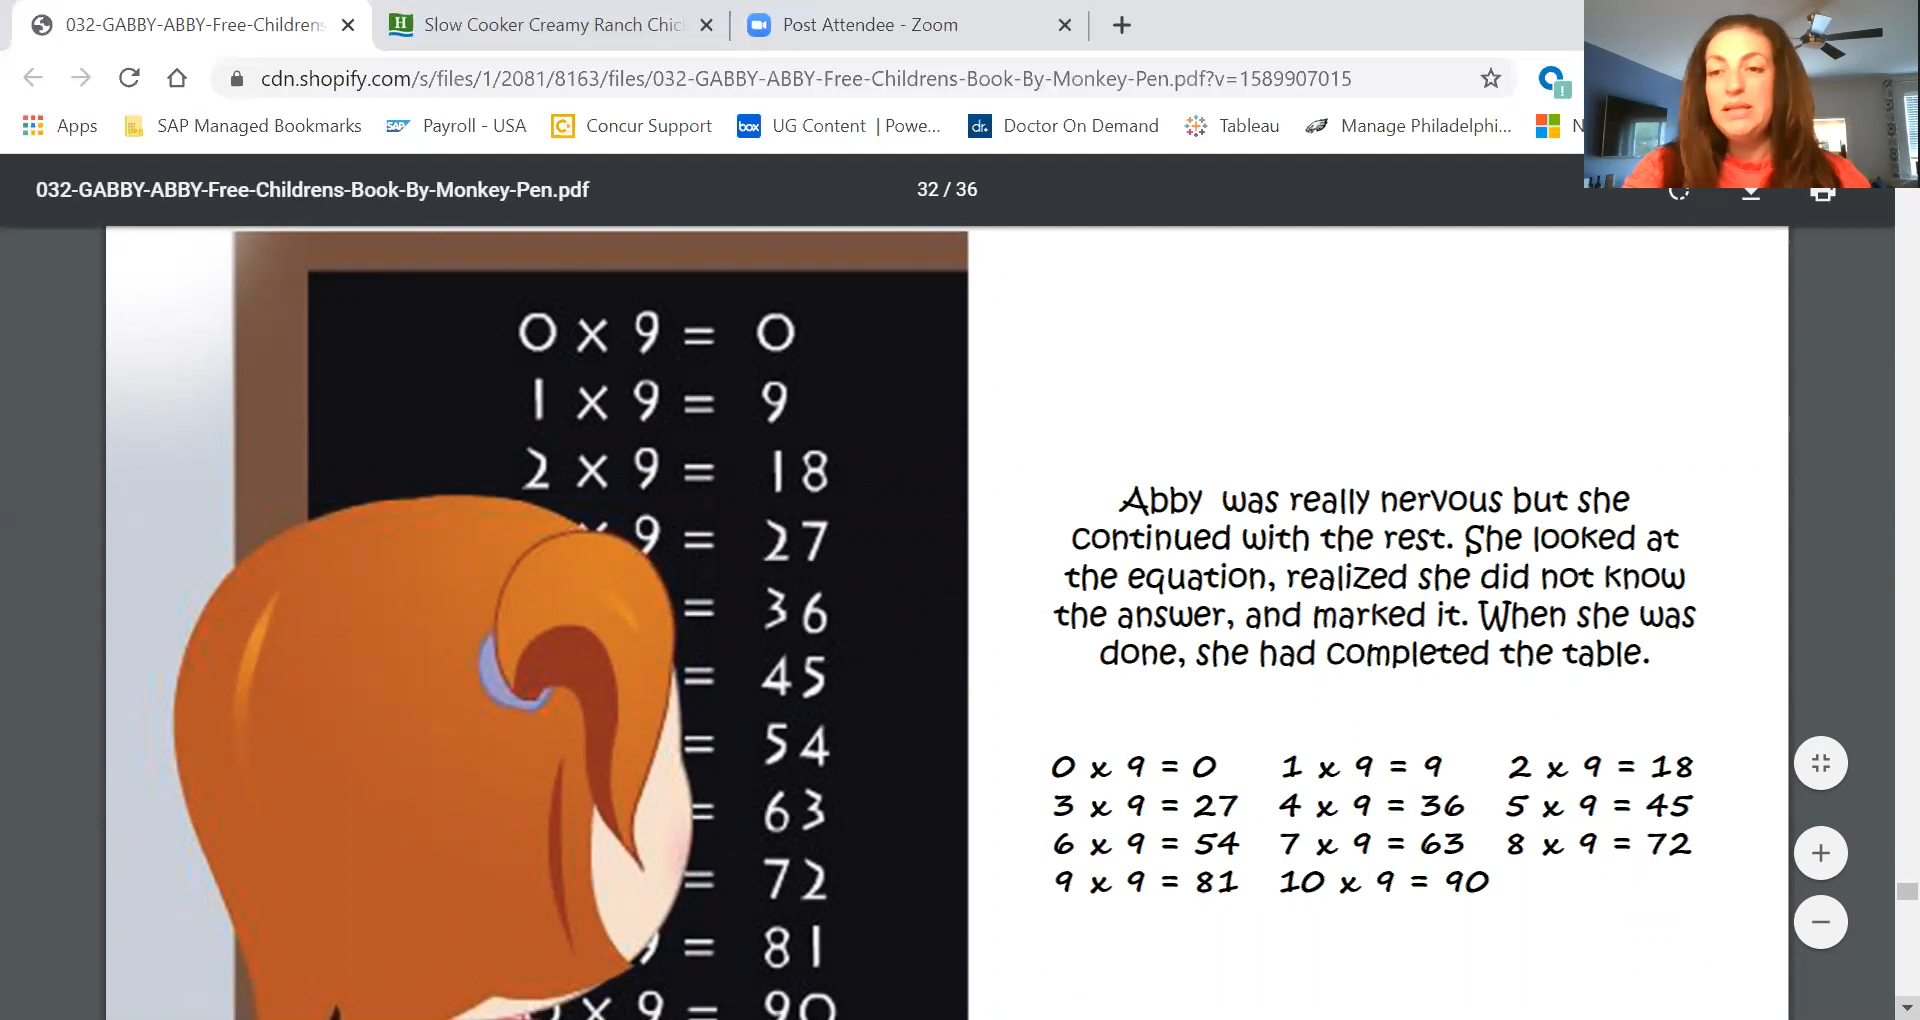 032-GABBY-ABBY-Free-Childrens
Slow Cooker Creamy Ranch Chic
Post Attendee - Zoom
cdn.shopify.com/s/files/1/2081/8163/files/032-GABBY-ABBY-Free-Childrens-Book-By-Monkey-Pen.pdf?v=1589907015
Apps
SAP Managed Bookmarks
SAP
Payroll - USA
Concur Support
box
UG Content | Powe...
dr.
Doctor On Demand
Tableau
Manage Philadelphi...
N
032-GABBY-ABBY-Free-Childrens-Book-By-Monkey-Pen.pdf
32 / 36
0 x 9 = 0
1 x 9 = 9
2 x 9 = 18
x 9 = 27
= 36
= 45
= 54
= 63
= 72
9 = 81
x 9 = 90
Abby was really nervous but she
continued with the rest. She looked at
the equation, realized she did not know
the answer, and marked it. When she was
done, she had completed the table.
0 x 9 = 0 1 x 9 = 9 2 x 9 = 18
3 x 9 = 27 4 x 9 = 36 5 x 9 = 45
6 x 9 = 54 7 x 9 = 63 8 x 9 = 72
9 x 9 = 81 10 x 9 = 90